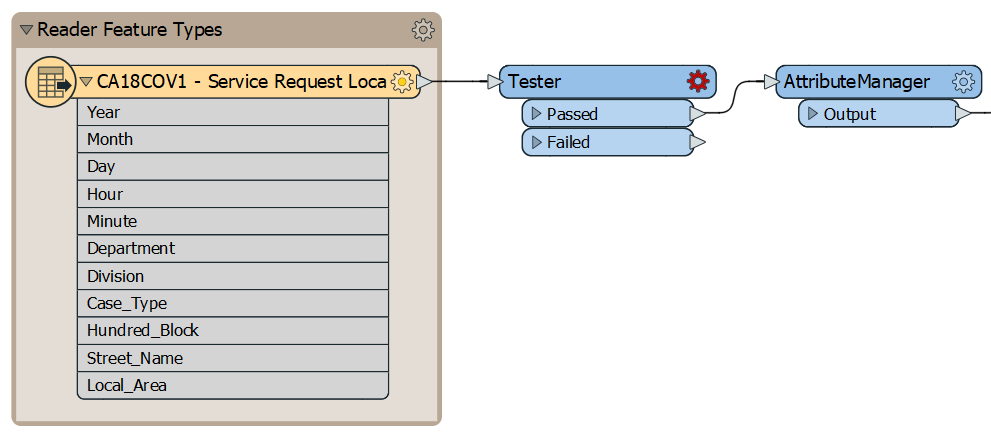 Reader Feature Types
CA18COV1 - Service Request Loca
Year
Month
Day
Hour
Minute
Department
Division
Case_Type
Hundred_Block
Street_Name
Local_Area
Tester
Passed
Failed
AttributeManager
Output